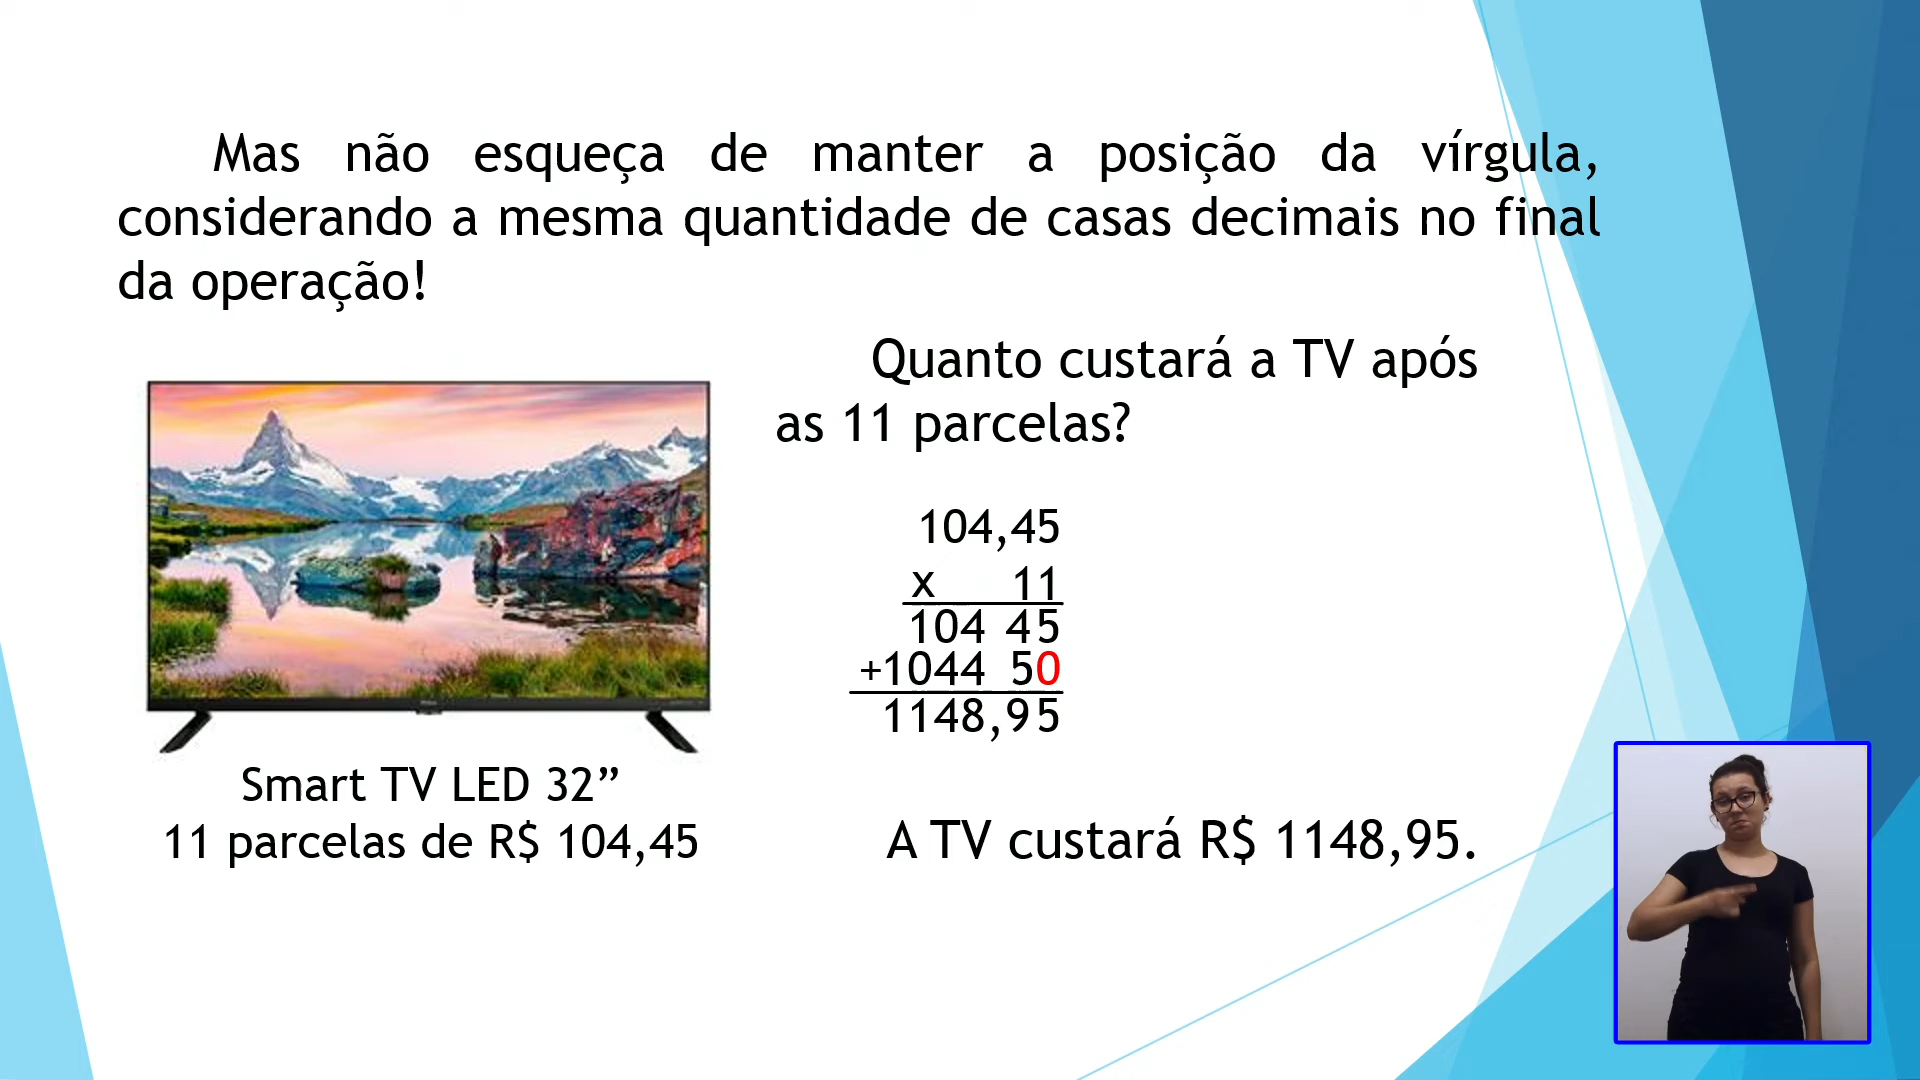 Mas não esqueça de manter a posição da vírgula,
considerando a mesma quantidade de casas decimais no final
da operação!
Quanto custará a TV após
as 11 parcelas?
104,45
x 11
104 45
+1044 50
1148,95
Smart TV LED 32”
11 parcelas de R$ 104,45
A TV custará R$ 1148,95.